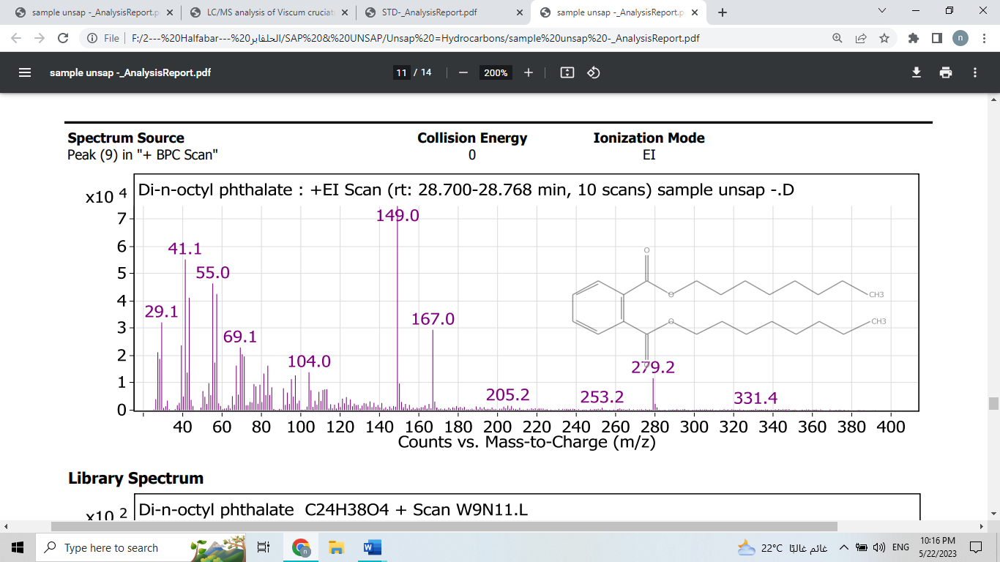 sample unsap -_AnalysisReport.p
LC/MS analysis of Viscum cruciat
STD-_AnalysisReport.pdf
sample unsap -_AnalysisReport.p
File
F:/2---%20Halfabar---%20الحلفابر/SAP%20&%20UNSAP/Unsap%20=Hydrocarbons/sample%20unsap%20-_AnalysisReport.pdf
n
sample unsap -_AnalysisReport.pdf
11 / 14
200%
Spectrum Source Collision Energy Ionization Mode
Peak (9) in "+ BPC Scan" 0 EI
x10 4
Di-n-octyl phthalate : +EI Scan (rt: 28.700-28.768 min, 10 scans) sample unsap -.D
7
6
5
4
3
2
1
0
149.0
41.1
55.0
29.1
167.0
69.1
104.0
279.2
205.2
253.2
331.4
O
O
CH3
O
CH3
O
40 60 80 100 120 140 160 180 200 220 240 260 280 300 320 340 360 380 400
Counts vs. Mass-to-Charge (m/z)
Library Spectrum
x10 2
Di-n-octyl phthalate C24H38O4 + Scan W9N11.L
Type here to search
n
22°C غائم غالبًا
ENG
10:16 PM
5/22/2023